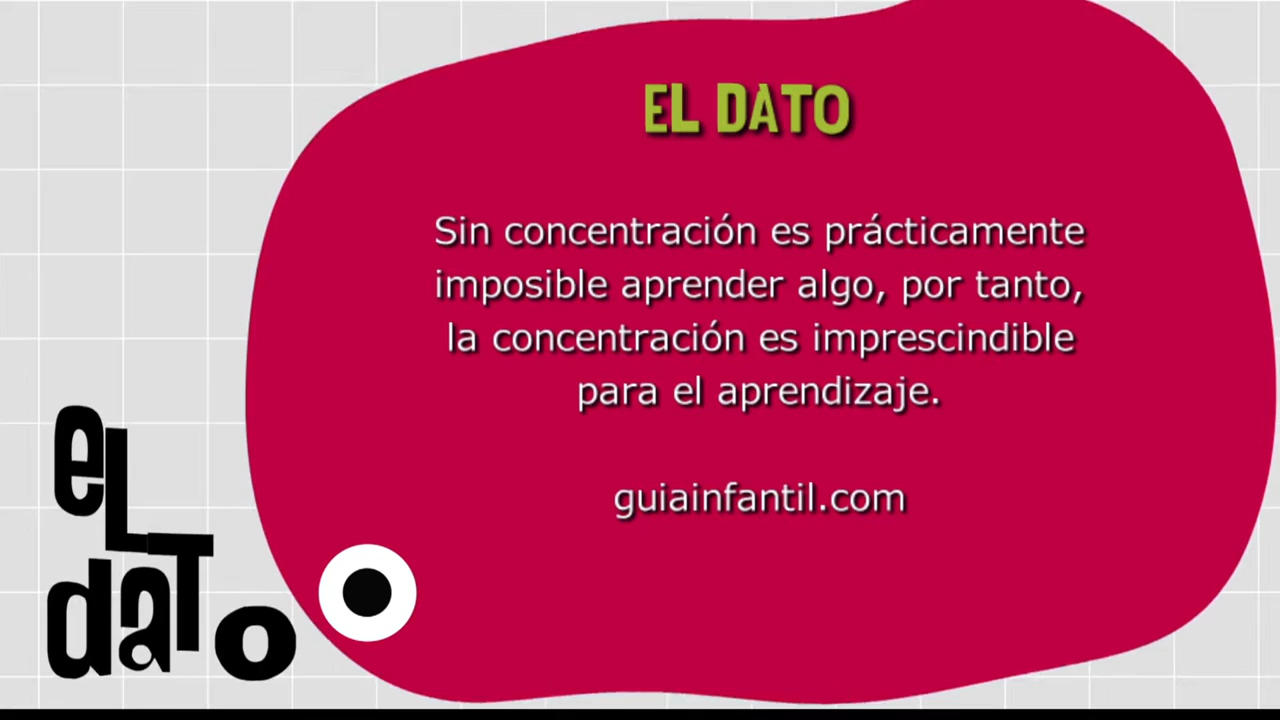 EL DATO
Sin concentración es prácticamente
imposible aprender algo, por tanto,
la concentración es imprescindible
para el aprendizaje.
guiainfantil.com
eL
daTo